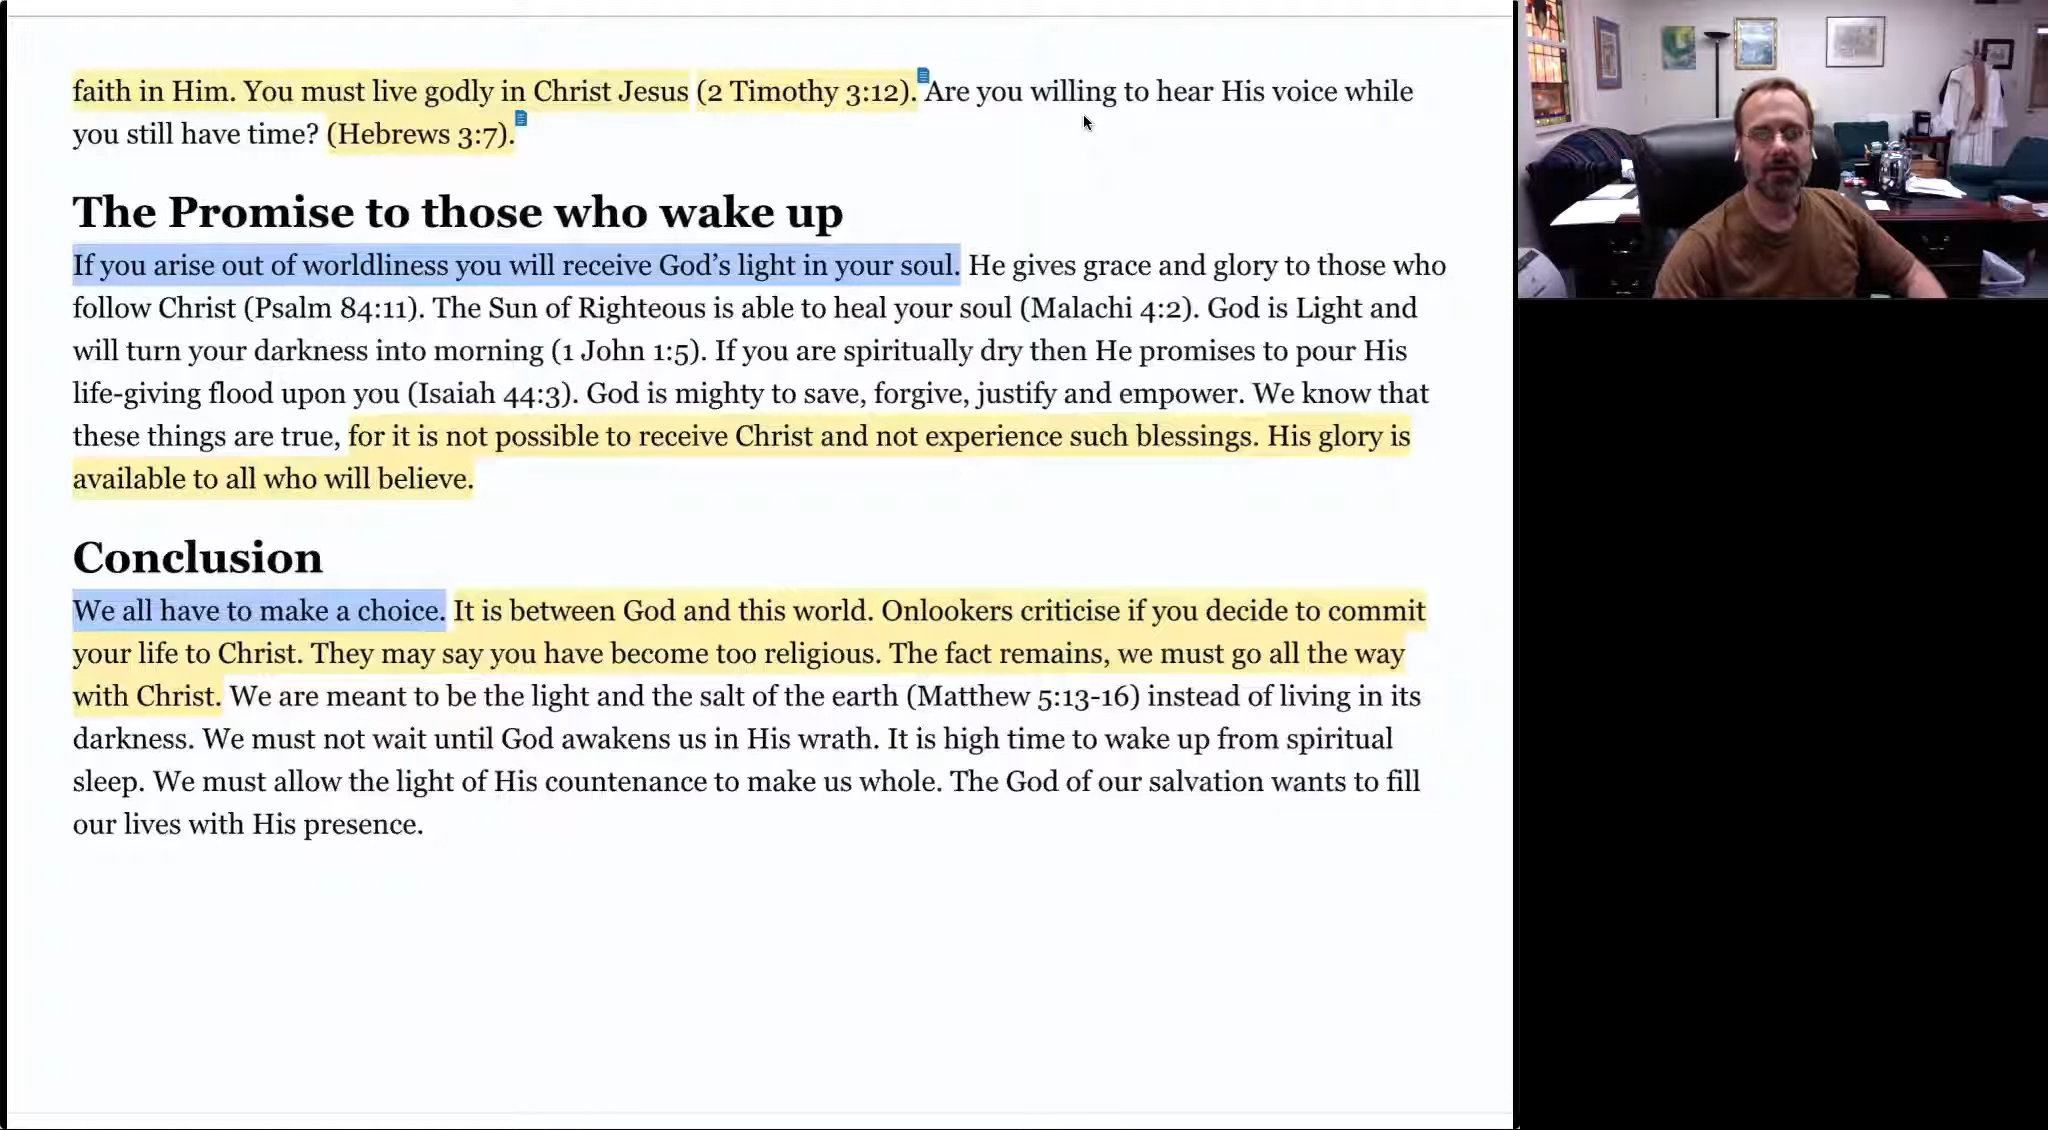 faith in Him. You must live godly in Christ Jesus (2 Timothy 3:12). Are you willing to hear His voice while
you still have time? (Hebrews 3:7).
The Promise to those who wake up
If you arise out of worldliness you will receive God’s light in your soul. He gives grace and glory to those who
follow Christ (Psalm 84:11). The Sun of Righteous is able to heal your soul (Malachi 4:2). God is Light and
will turn your darkness into morning (1 John 1:5). If you are spiritually dry then He promises to pour His
life-giving flood upon you (Isaiah 44:3). God is mighty to save, forgive, justify and empower. We know that
these things are true, for it is not possible to receive Christ and not experience such blessings. His glory is
available to all who will believe.
Conclusion
We all have to make a choice. It is between God and this world. Onlookers criticise if you decide to commit
your life to Christ. They may say you have become too religious. The fact remains, we must go all the way
with Christ. We are meant to be the light and the salt of the earth (Matthew 5:13-16) instead of living in its
darkness. We must not wait until God awakens us in His wrath. It is high time to wake up from spiritual
sleep. We must allow the light of His countenance to make us whole. The God of our salvation wants to fill
our lives with His presence.